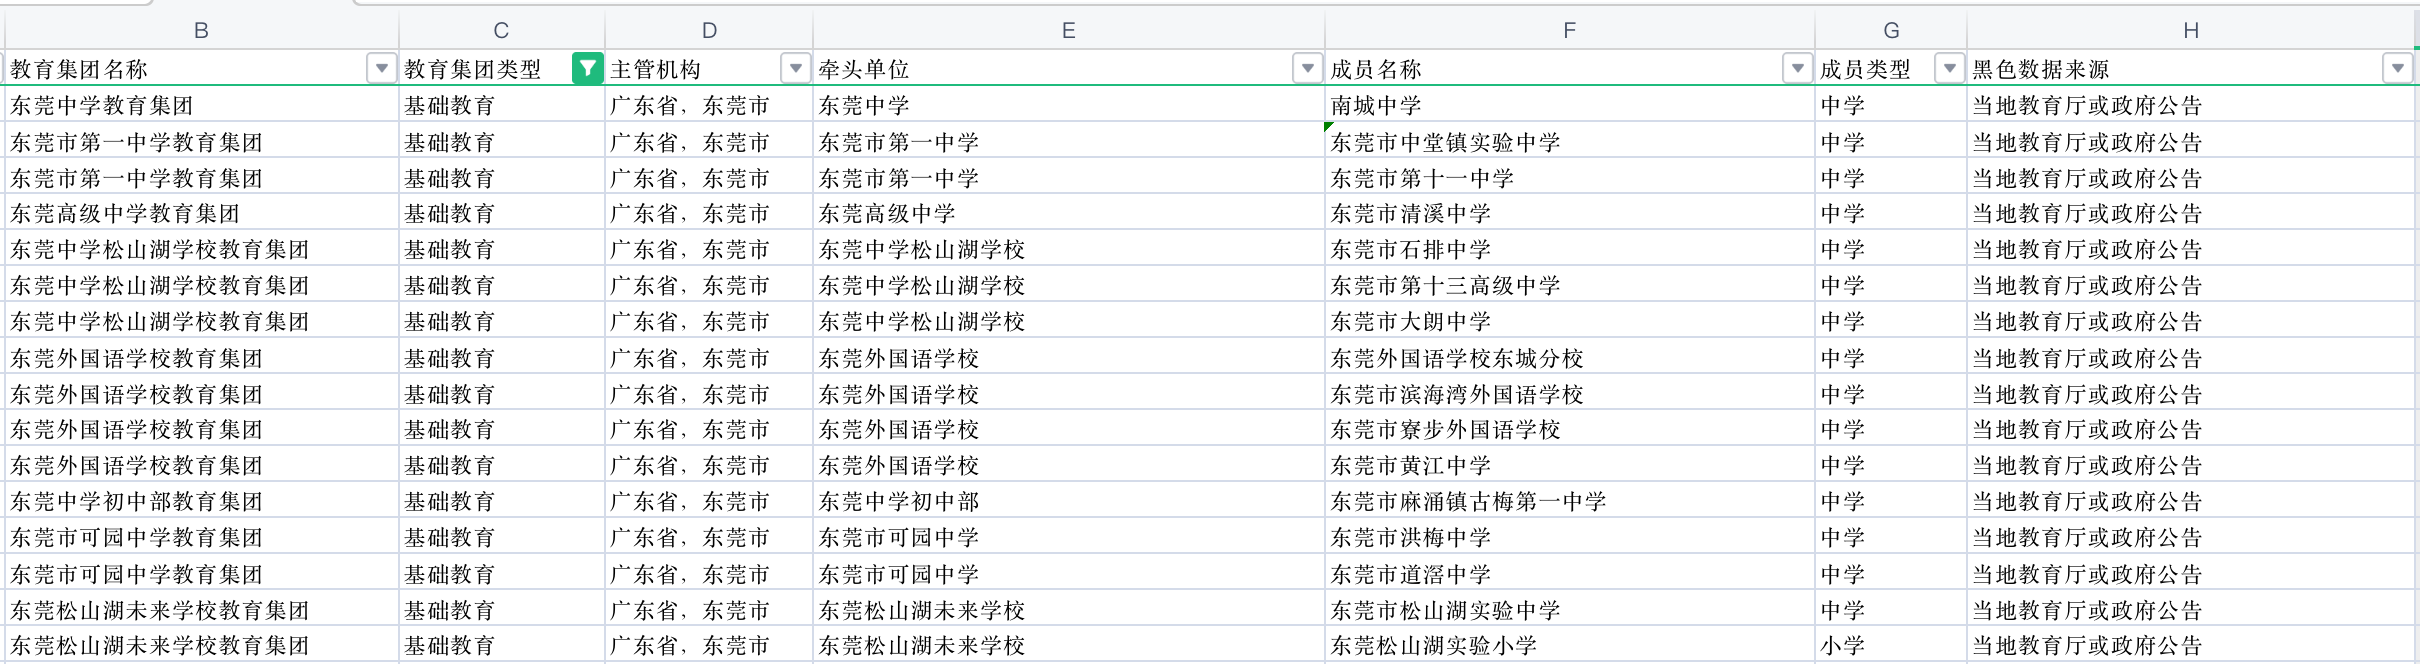 B C D E F G H
教育集团名称 教育集团类型 主管机构 牵头单位 成员名称 成员类型 黑色数据来源
东莞中学教育集团 基础教育 广东省，东莞市 东莞中学 南城中学 中学 当地教育厅或政府公告
东莞市第一中学教育集团 基础教育 广东省，东莞市 东莞市第一中学 东莞市中堂镇实验中学 中学 当地教育厅或政府公告
东莞市第一中学教育集团 基础教育 广东省，东莞市 东莞市第一中学 东莞市第十一中学 中学 当地教育厅或政府公告
东莞高级中学教育集团 基础教育 广东省，东莞市 东莞高级中学 东莞市清溪中学 中学 当地教育厅或政府公告
东莞中学松山湖学校教育集团 基础教育 广东省，东莞市 东莞中学松山湖学校 东莞市石排中学 中学 当地教育厅或政府公告
东莞中学松山湖学校教育集团 基础教育 广东省，东莞市 东莞中学松山湖学校 东莞市第十三高级中学 中学 当地教育厅或政府公告
东莞中学松山湖学校教育集团 基础教育 广东省，东莞市 东莞中学松山湖学校 东莞市大朗中学 中学 当地教育厅或政府公告
东莞外国语学校教育集团 基础教育 广东省，东莞市 东莞外国语学校 东莞外国语学校东城分校 中学 当地教育厅或政府公告
东莞外国语学校教育集团 基础教育 广东省，东莞市 东莞外国语学校 东莞市滨海湾外国语学校 中学 当地教育厅或政府公告
东莞外国语学校教育集团 基础教育 广东省，东莞市 东莞外国语学校 东莞市寮步外国语学校 中学 当地教育厅或政府公告
东莞外国语学校教育集团 基础教育 广东省，东莞市 东莞外国语学校 东莞市黄江中学 中学 当地教育厅或政府公告
东莞中学初中部教育集团 基础教育 广东省，东莞市 东莞中学初中部 东莞市麻涌镇古梅第一中学 中学 当地教育厅或政府公告
东莞市可园中学教育集团 基础教育 广东省，东莞市 东莞市可园中学 东莞市洪梅中学 中学 当地教育厅或政府公告
东莞市可园中学教育集团 基础教育 广东省，东莞市 东莞市可园中学 东莞市道滘中学 中学 当地教育厅或政府公告
东莞松山湖未来学校教育集团 基础教育 广东省，东莞市 东莞松山湖未来学校 东莞市松山湖实验中学 中学 当地教育厅或政府公告
东莞松山湖未来学校教育集团 基础教育 广东省，东莞市 东莞松山湖未来学校 东莞松山湖实验小学 小学 当地教育厅或政府公告